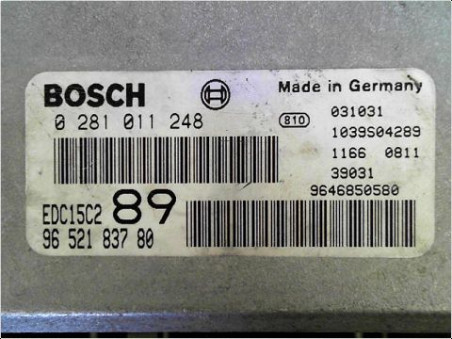 BOSCH
Made in Germany
0 281 011 248
810
031031
1039S04289
1166 0811
39031
9646850580
EDC15C2 89
96 521 837 80